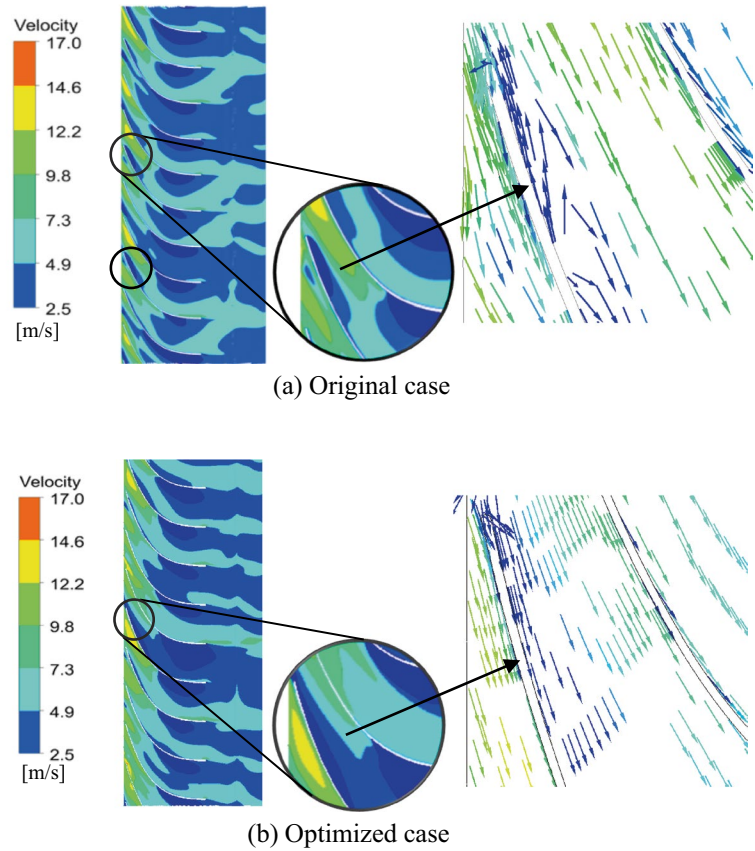 Velocity
17.0
14.6
12.2
9.8
7.3
4.9
2.5
[m/s]
(a) Original case
Velocity
17.0
14.6
12.2
9.8
7.3
4.9
2.5
[m/s]
(b) Optimized case